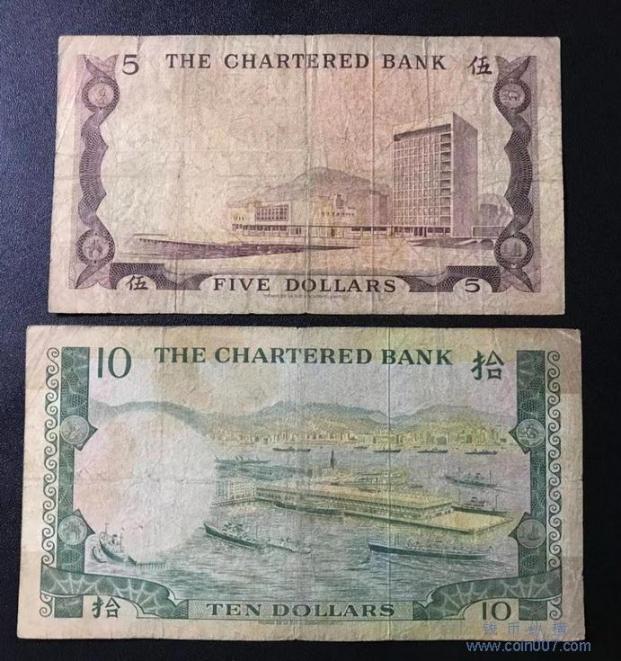 5 THE CHARTERED BANK 伍
伍 FIVE DOLLARS 5
10 THE CHARTERED BANK 拾
拾 TEN DOLLARS 10
www.coin007.com